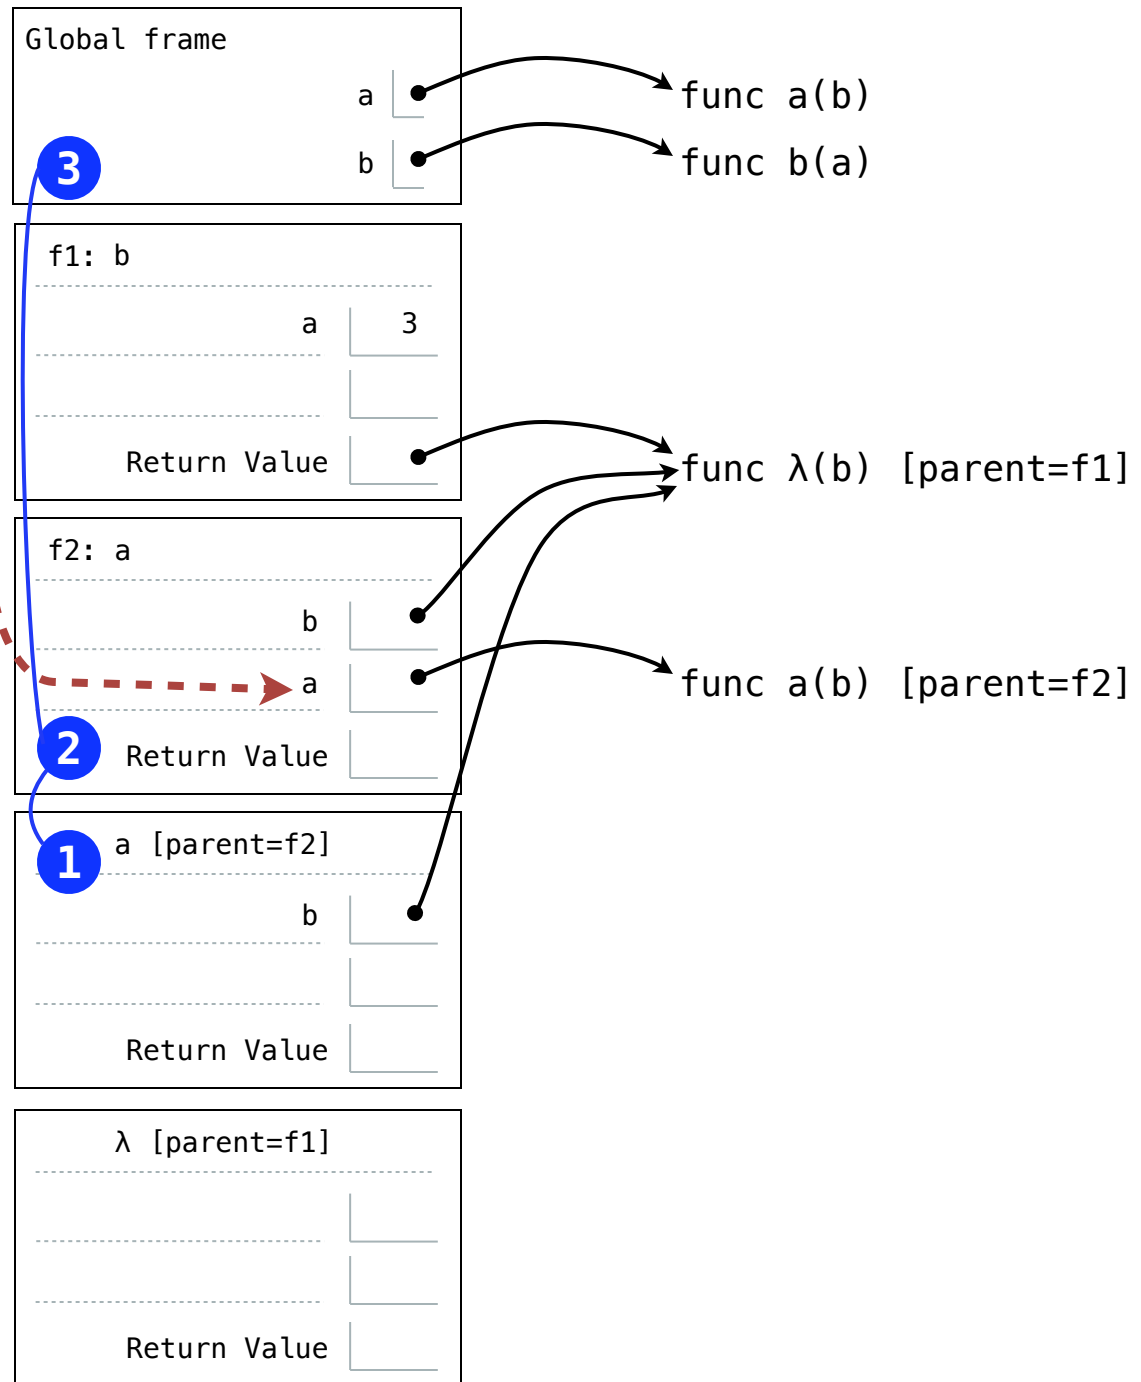 Global frame
a
func a(b)
b
func b(a)
3
f1: b
a 3
Return Value
func λ(b) [parent=f1]
f2: a
b
a
func a(b) [parent=f2]
2
Return Value
1
a [parent=f2]
b
Return Value
λ [parent=f1]
Return Value